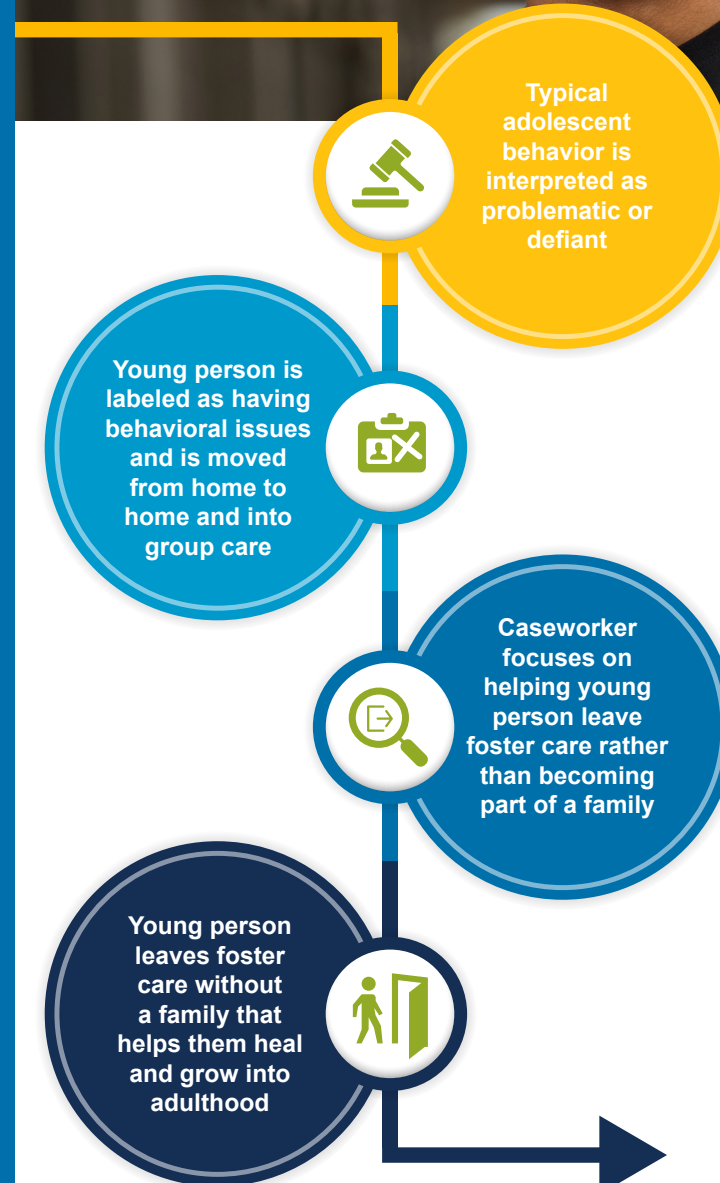 Typical
adolescent
behavior is
interpreted as
problematic or
defiant
Young person is
labeled as having
behavioral issues
and is moved
from home to
home and into
group care
Caseworker
focuses on
helping young
person leave
foster care rather
than becoming
part of a family
Young person
leaves foster
care without
a family that
helps them heal
and grow into
adulthood